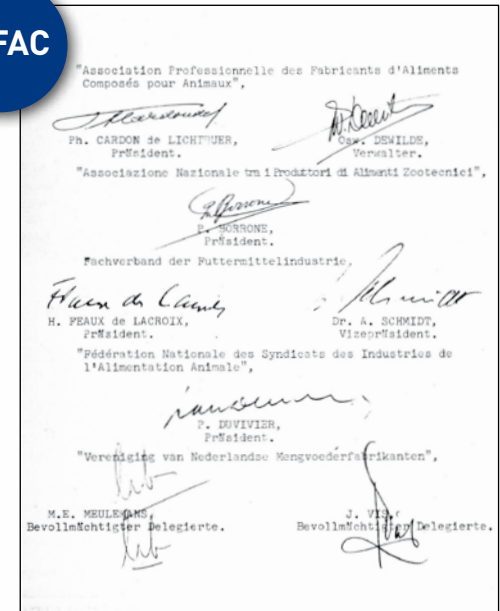 FAC
"Association Professionnelle des Fabricants d'Aliments
Composés pour Animaux",
Ph. CARDON de LICHTBUER,
Osw. DEWILDE,
Präsident.
Verwalter.
"Associazione Nazionale tra i Produttori di Alimenti Zootecnici",
P. BORRONE,
Präsident.
Fachverband der Futtermittelindustrie,
H. FEAUX de LACROIX,
Dr. A. SCHMIDT,
Präsident.
Vizepräsident.
"Fédération Nationale des Syndicats des Industries de
l'Alimentation Animale",
P. DUVIVIER,
Präsident.
"Vereniging van Nederlandse Mengvoederfabrikanten",
M.E. MEULEMANS,
J. VIS,
Bevollmächtigter Delegierte.
Bevollmächtigter Delegierte.